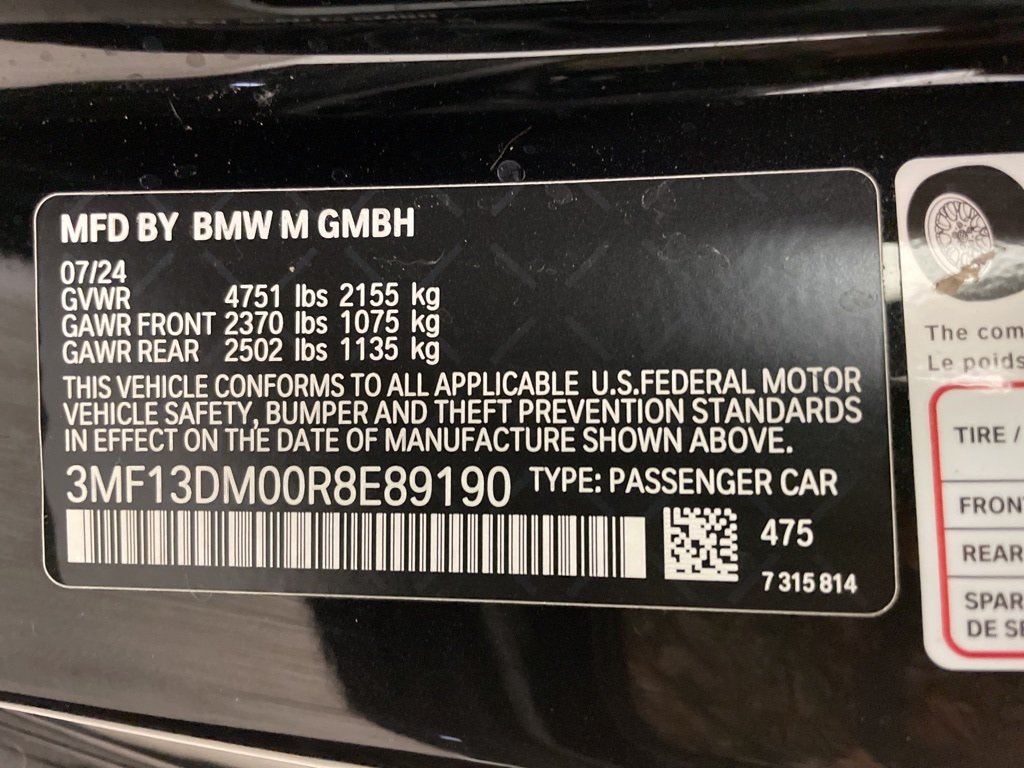 MFD BY BMW M GMBH
07/24
GVWR 4751 lbs 2155 kg
GAWR FRONT 2370 lbs 1075 kg
GAWR REAR 2502 lbs 1135 kg
THIS VEHICLE CONFORMS TO ALL APPLICABLE U.S.FEDERAL MOTOR
VEHICLE SAFETY, BUMPER AND THEFT PREVENTION STANDARDS
IN EFFECT ON THE DATE OF MANUFACTURE SHOWN ABOVE.
3MF13DM00R8E89190 TYPE: PASSENGER CAR
475
7 315 814
The com
Le poids
TIRE /
FRON
REAR
SPAR
DE SE